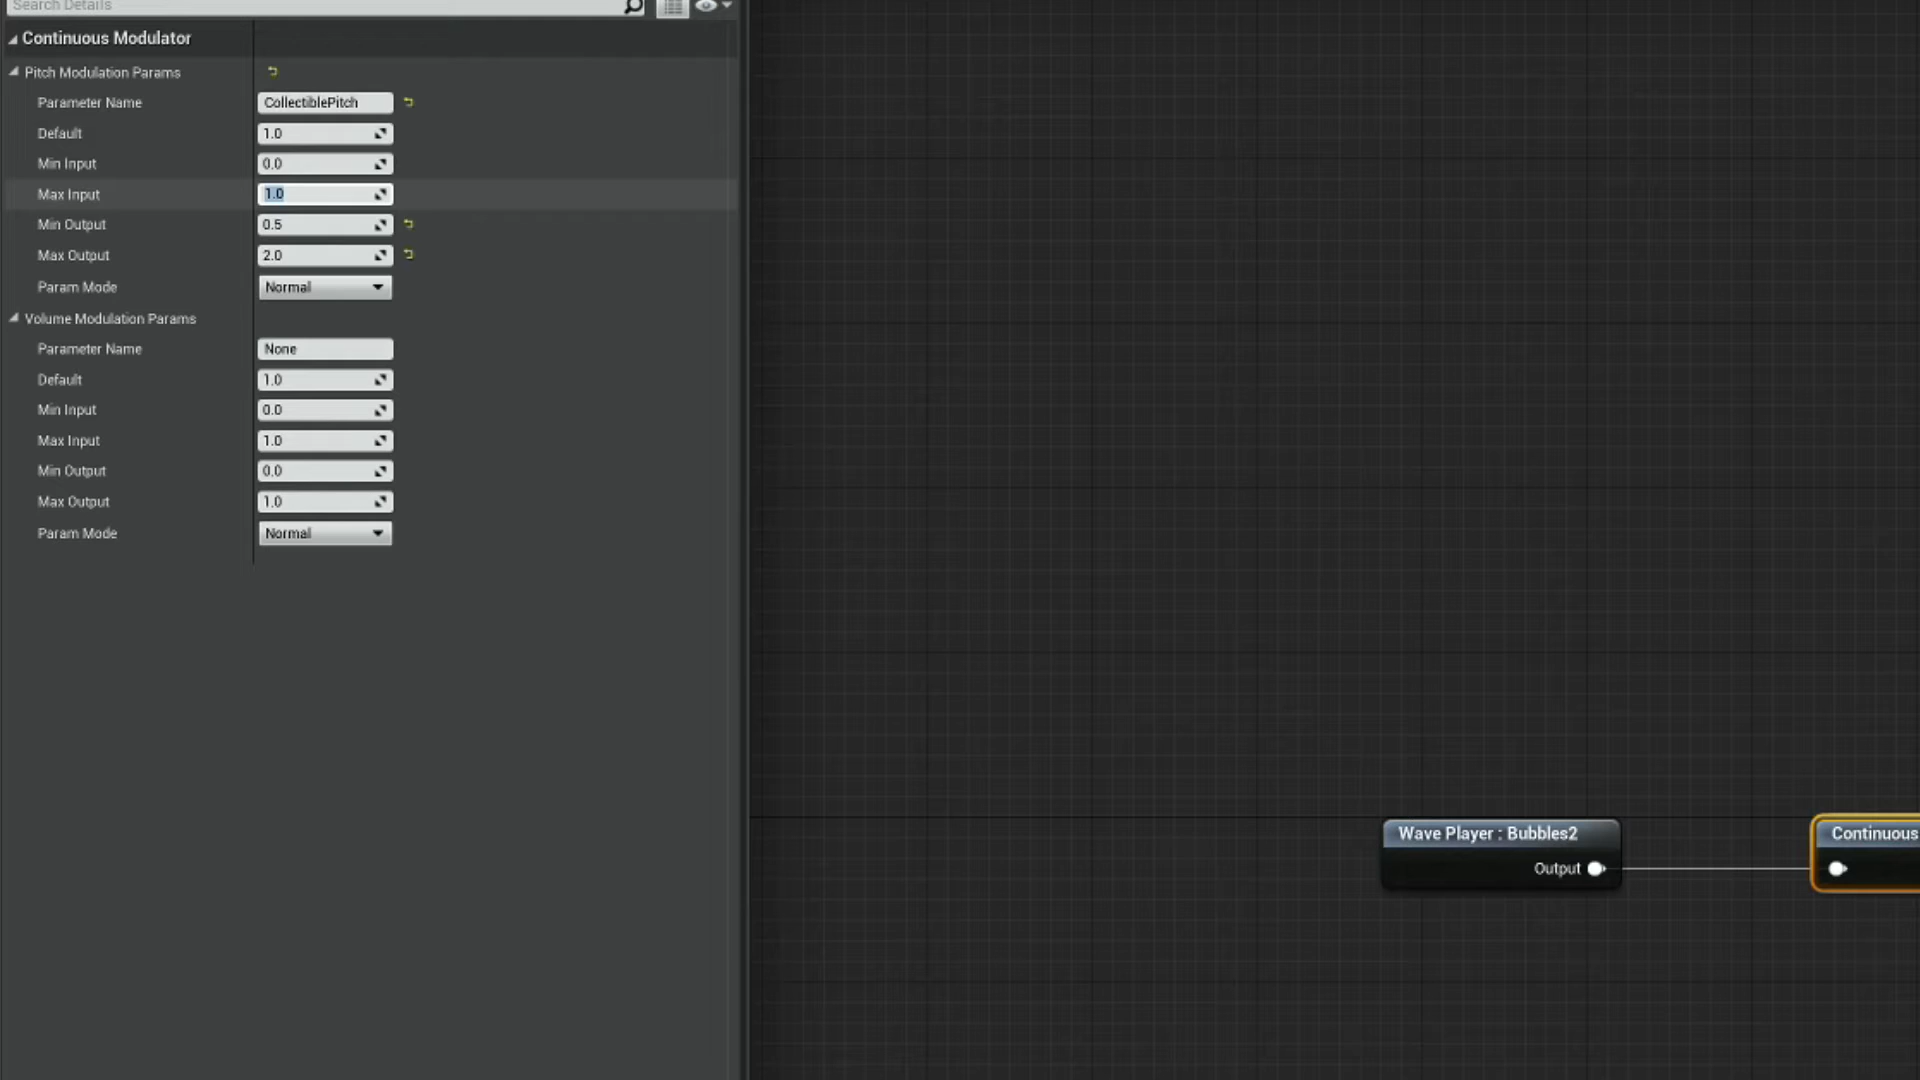 Search Details
Continuous Modulator
Pitch Modulation Params
Parameter Name CollectiblePitch
Default 1.0
Min Input 0.0
Max Input 1.0
Min Output 0.5
Max Output 2.0
Param Mode Normal
Volume Modulation Params
Parameter Name None
Default 1.0
Min Input 0.0
Max Input 1.0
Min Output 0.0
Max Output 1.0
Param Mode Normal
Wave Player : Bubbles2
Output
Continuous